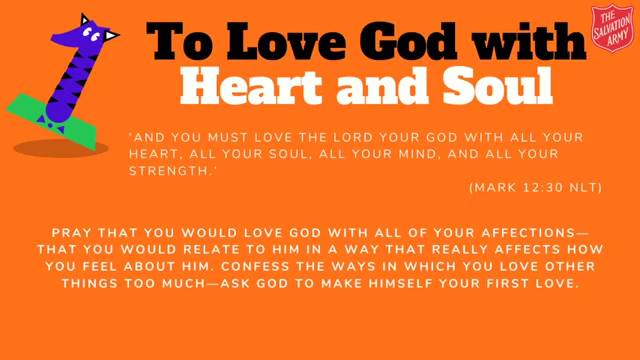 To Love God with
Heart and Soul
THE
SALVATION
ARMY
'AND YOU MUST LOVE THE LORD YOUR GOD WITH ALL YOUR
HEART, ALL YOUR SOUL, ALL YOUR MIND, AND ALL YOUR
STRENGTH.'
(MARK 12:30 NLT)
PRAY THAT YOU WOULD LOVE GOD WITH ALL OF YOUR AFFECTIONS—
THAT YOU WOULD RELATE TO HIM IN A WAY THAT REALLY AFFECTS HOW
YOU FEEL ABOUT HIM. CONFESS THE WAYS IN WHICH YOU LOVE OTHER
THINGS TOO MUCH—ASK GOD TO MAKE HIMSELF YOUR FIRST LOVE.